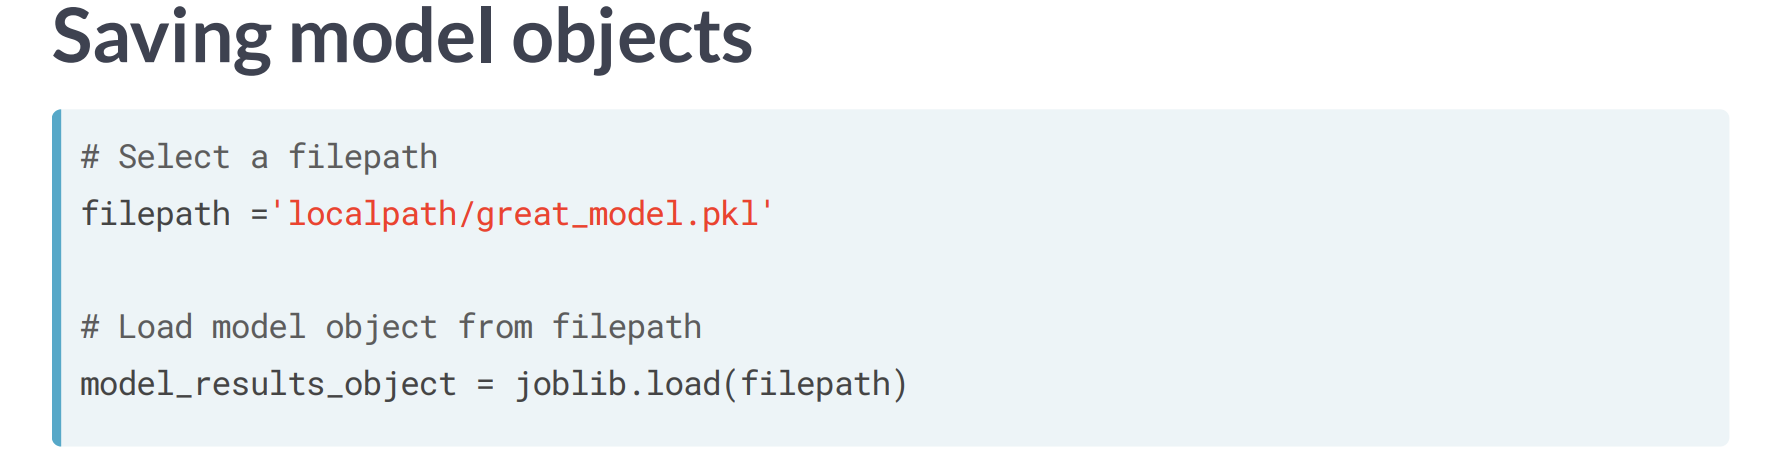 Saving model objects
# Select a filepath
filepath ='localpath/great_model.pkl'
# Load model object from filepath
model_results_object = joblib.load(filepath)